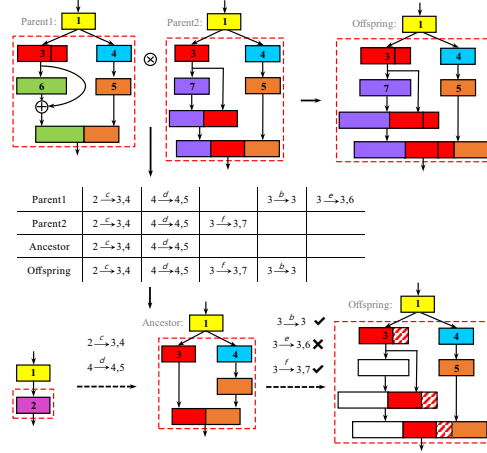 Parent1:
1
3
4
6
5
Parent2:
1
3
4
7
5
Offspring:
1
3
4
7
5
Parent1 2 —c→ 3,4 4 —d→ 4,5 3 —b→ 3 3 —e→ 3,6
Parent2 2 —c→ 3,4 4 —d→ 4,5 3 —f→ 3,7
Ancestor 2 —c→ 3,4 4 —d→ 4,5
Offspring 2 —c→ 3,4 4 —d→ 4,5 3 —f→ 3,7 3 —b→ 3
1
2
2 —c→ 3,4
4 —d→ 4,5
Ancestor:
1
3
4
3 —b→ 3 ✔
3 —e→ 3,6 ✖
3 —f→ 3,7 ✔
Offspring:
1
3
4
5